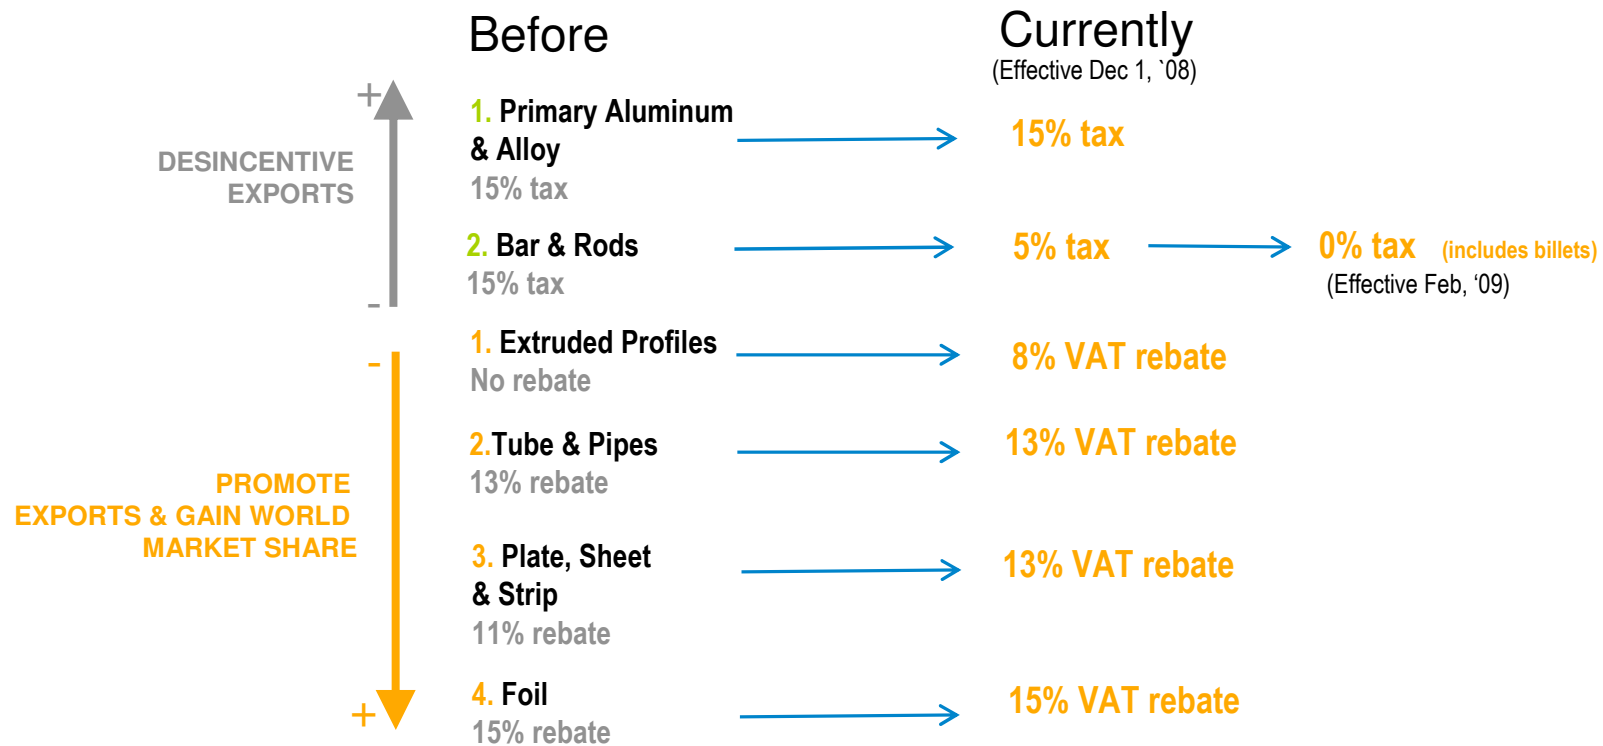 Before
Currently
(Effective Dec 1, `08)
+
DESINCENTIVE
EXPORTS
-
1. Primary Aluminum
& Alloy
15% tax
15% tax
2. Bar & Rods
15% tax
5% tax
0% tax (includes billets)
(Effective Feb, ‘09)
-
PROMOTE
EXPORTS & GAIN WORLD
MARKET SHARE
+
1. Extruded Profiles
No rebate
8% VAT rebate
2.Tube & Pipes
13% rebate
13% VAT rebate
3. Plate, Sheet
& Strip
11% rebate
13% VAT rebate
4. Foil
15% rebate
15% VAT rebate